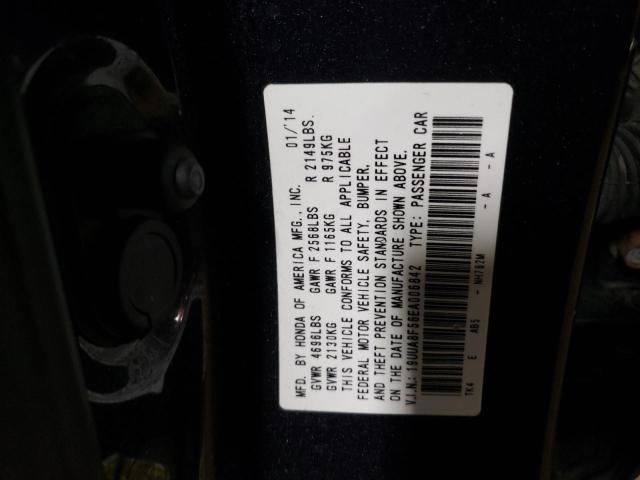 MFD. BY HONDA OF AMERICA MFG., INC. 01/'14
GVWR 4696LBS GAWR F 2568LBS R 2149LBS.
GVWR 2130KG GAWR F 1165KG R 975KG
THIS VEHICLE CONFORMS TO ALL APPLICABLE
FEDERAL MOTOR VEHICLE SAFETY, BUMPER,
AND THEFT PREVENTION STANDARDS IN EFFECT
ON THE DATE OF MANUFACTURE SHOWN ABOVE.
V.I.N.: 19UUA8F56EA006842 TYPE: PASSENGER CAR
TK4 E AB5 - NH782M - A - A